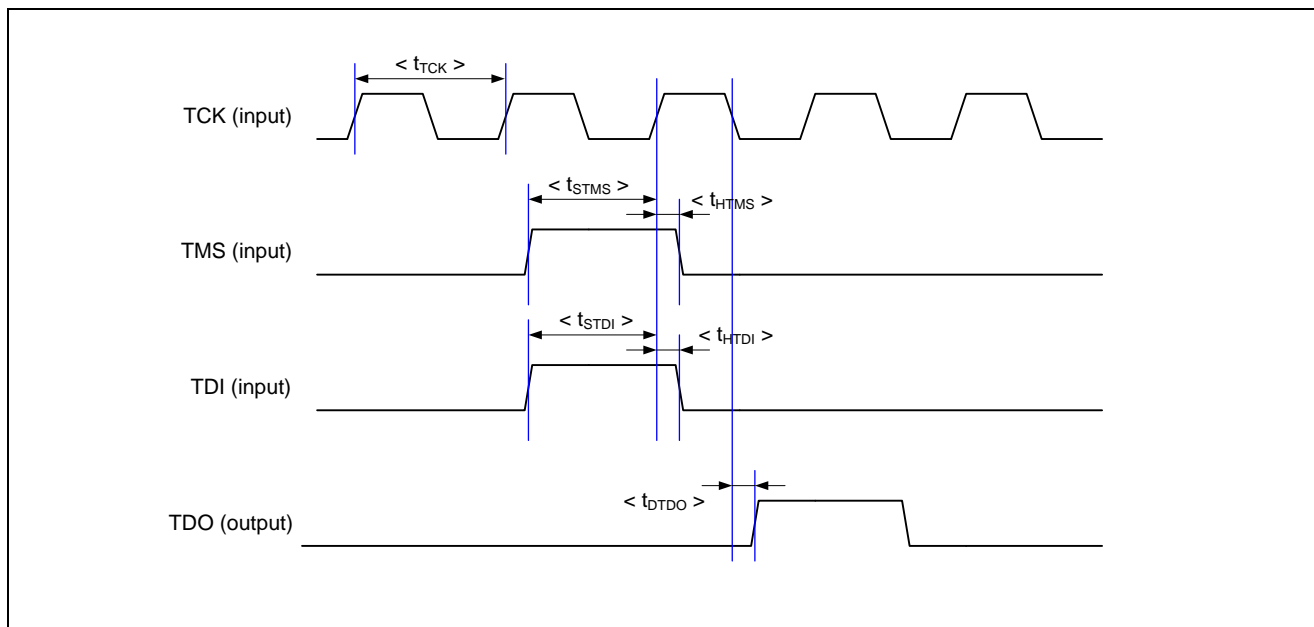 < tTCK >
TCK (input)
< tSTMS >
< tHTMS >
TMS (input)
< tSTDI >
< tHTDI >
TDI (input)
< tDTDO >
TDO (output)